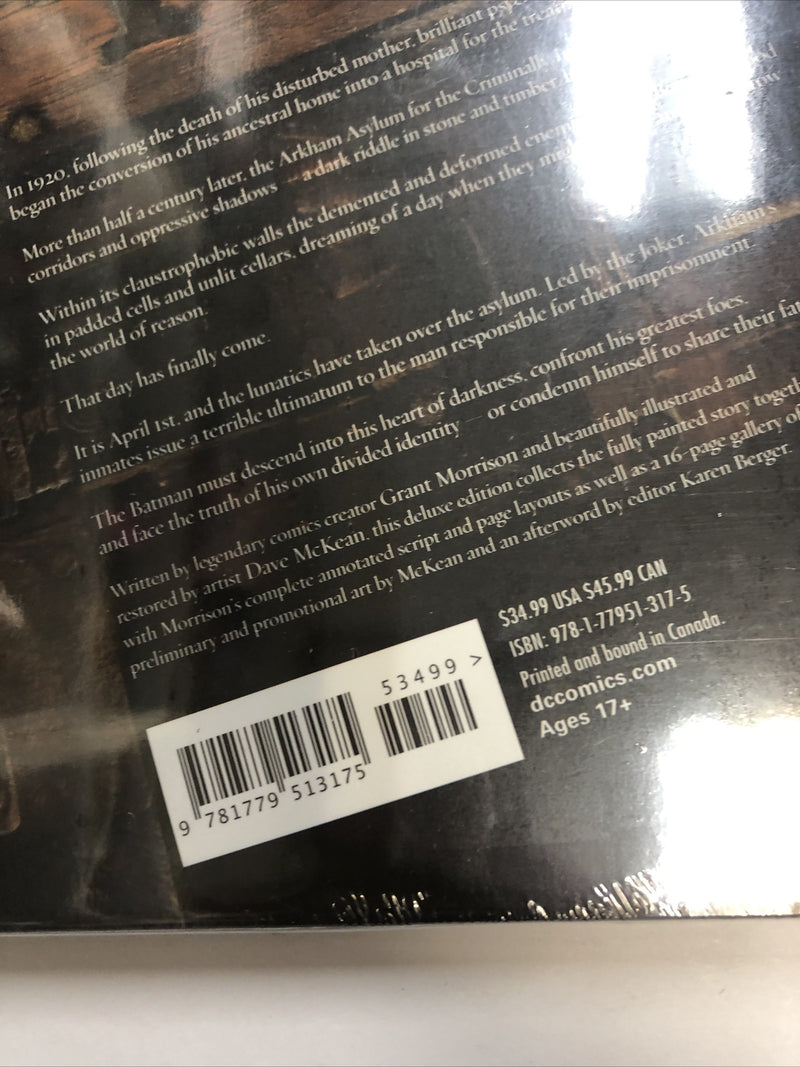 In 1920, following the death of his disturbed mother, brilliant
began the conversion of his ancestral home into a hospital for the
More than half a century later, the Arkham Asylum for the Criminally
corridors and oppressive shadows — a dark riddle in stone and timber
Within its claustrophobic walls the demented and deformed
in padded cells and unlit cellars, dreaming of a day when they
the world of reason.
That day has finally come.
It is April 1st, and the lunatics have taken over the asylum. Led by the Joker, Arkham's
inmates issue a terrible ultimatum to the man responsible for their imprisonment.
The Batman must descend into this heart of darkness, confront his greatest foes,
and face the truth of his own divided identity — or condemn himself to share their
Written by legendary comics creator Grant Morrison and beautifully illustrated and
restored by artist Dave McKean, this deluxe edition collects the fully painted story
with Morrison's complete annotated script and page layouts as well as a 16-page gallery of
preliminary and promotional art by McKean and an afterword by editor Karen Berger.
$34.99 USA $45.99 CAN
ISBN: 978-1-77951-317-5
Printed and bound in Canada.
dccomics.com
Ages 17+
53499 >
9 781779 513175